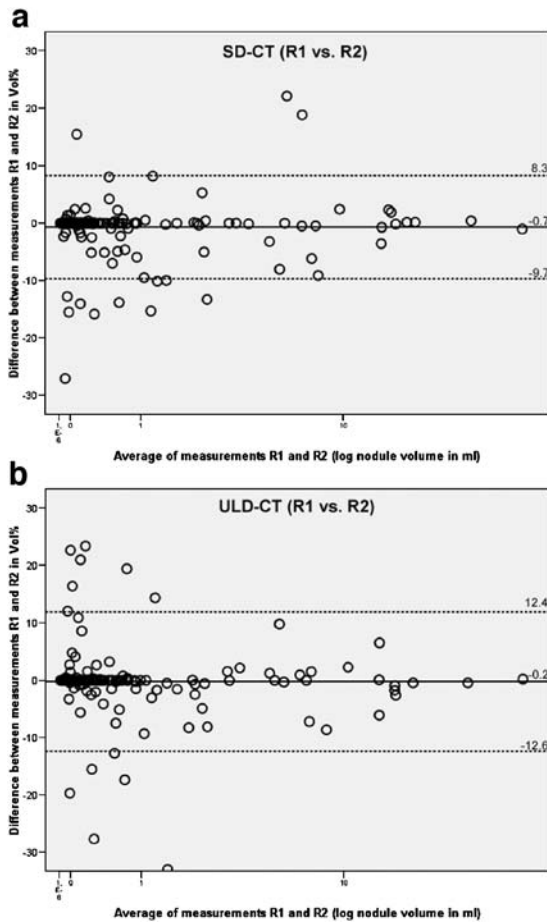 a
SD-CT (R1 vs. R2)
Difference between measurements R1 and R2 in Vol%
30
20
10
0
-10
-20
-30
8.3
-0.7
-9.7
1,E-6
0
1
10
Average of measurements R1 and R2 (log nodule volume in ml)
b
ULD-CT (R1 vs. R2)
Difference between measurements R1 and R2 in Vol%
30
20
10
0
-10
-20
-30
12.4
-0.2
-12.6
1,E-6
0
1
10
Average of measurements R1 and R2 (log nodule volume in ml)